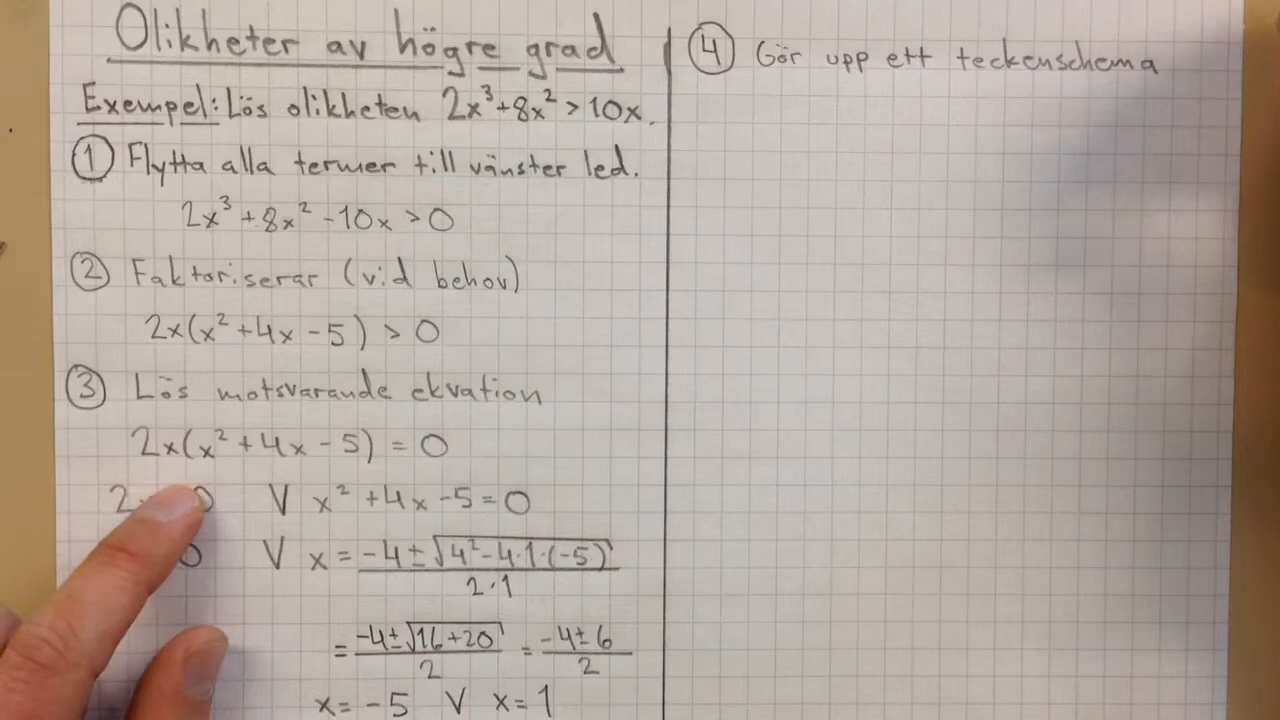 Olikheter av högre grad
Exempel: Lös olikheten 2x³+8x²>10x.
① Flytta alla termer till vänster led.
2x³+8x²-10x>0
② Faktoriserar (vid behov)
2x(x²+4x-5)>0
③ Lös motsvarande ekvation
2x(x²+4x-5)=0
2 0 V x²+4x-5=0
0 V x=-4±√4²-4·1·(-5)
2·1
=-4±√16+20 =-4±6
2 2
x=-5 V x=1
④ Gör upp ett teckenschema